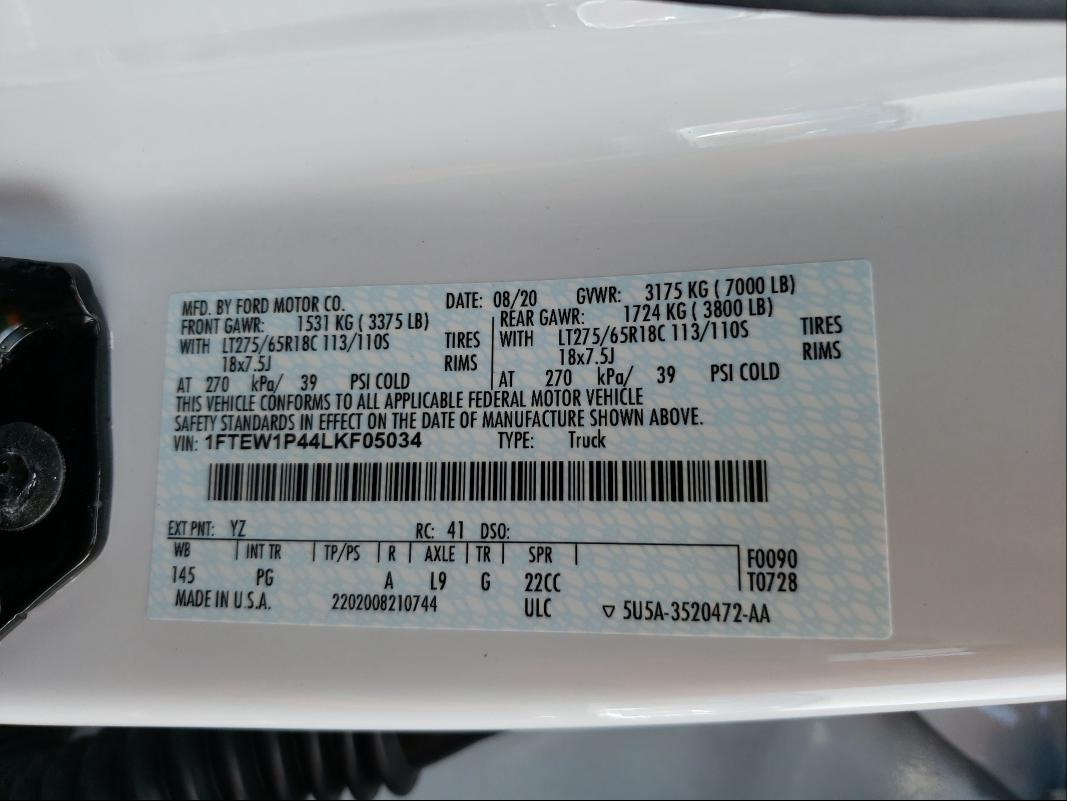 MFD. BY FORD MOTOR CO. DATE: 08/20 GVWR: 3175 KG ( 7000 LB)
FRONT GAWR: 1531 KG ( 3375 LB) REAR GAWR: 1724 KG ( 3800 LB)
WITH LT275/65R18C 113/110S TIRES WITH LT275/65R18C 113/110S TIRES
18x7.5J RIMS 18x7.5J RIMS
AT 270 kPa/ 39 PSI COLD AT 270 kPa/ 39 PSI COLD
THIS VEHICLE CONFORMS TO ALL APPLICABLE FEDERAL MOTOR VEHICLE
SAFETY STANDARDS IN EFFECT ON THE DATE OF MANUFACTURE SHOWN ABOVE.
VIN: 1FTEW1P44LKF05034 TYPE: Truck
EXT PNT: YZ RC: 41 DSO:
WB INT TR TP/PS R AXLE TR SPR F0090
145 PG A L9 G 22CC T0728
MADE IN U.S.A. 2202008210744 ULC ▽ 5U5A-3520472-AA